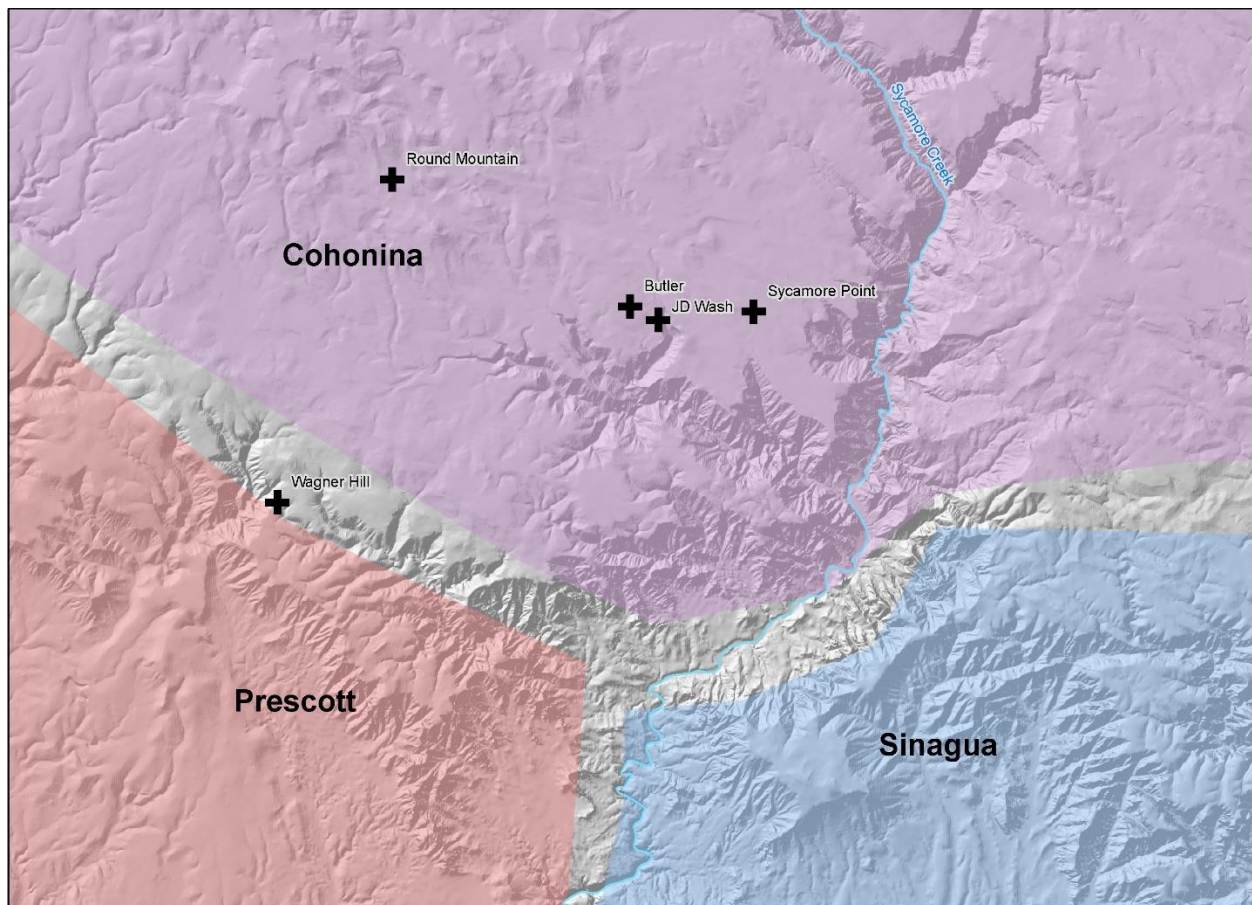 Sycamore Creek
Round Mountain
Cohonina
Butler
JD Wash
Sycamore Point
Wagner Hill
Prescott
Sinagua